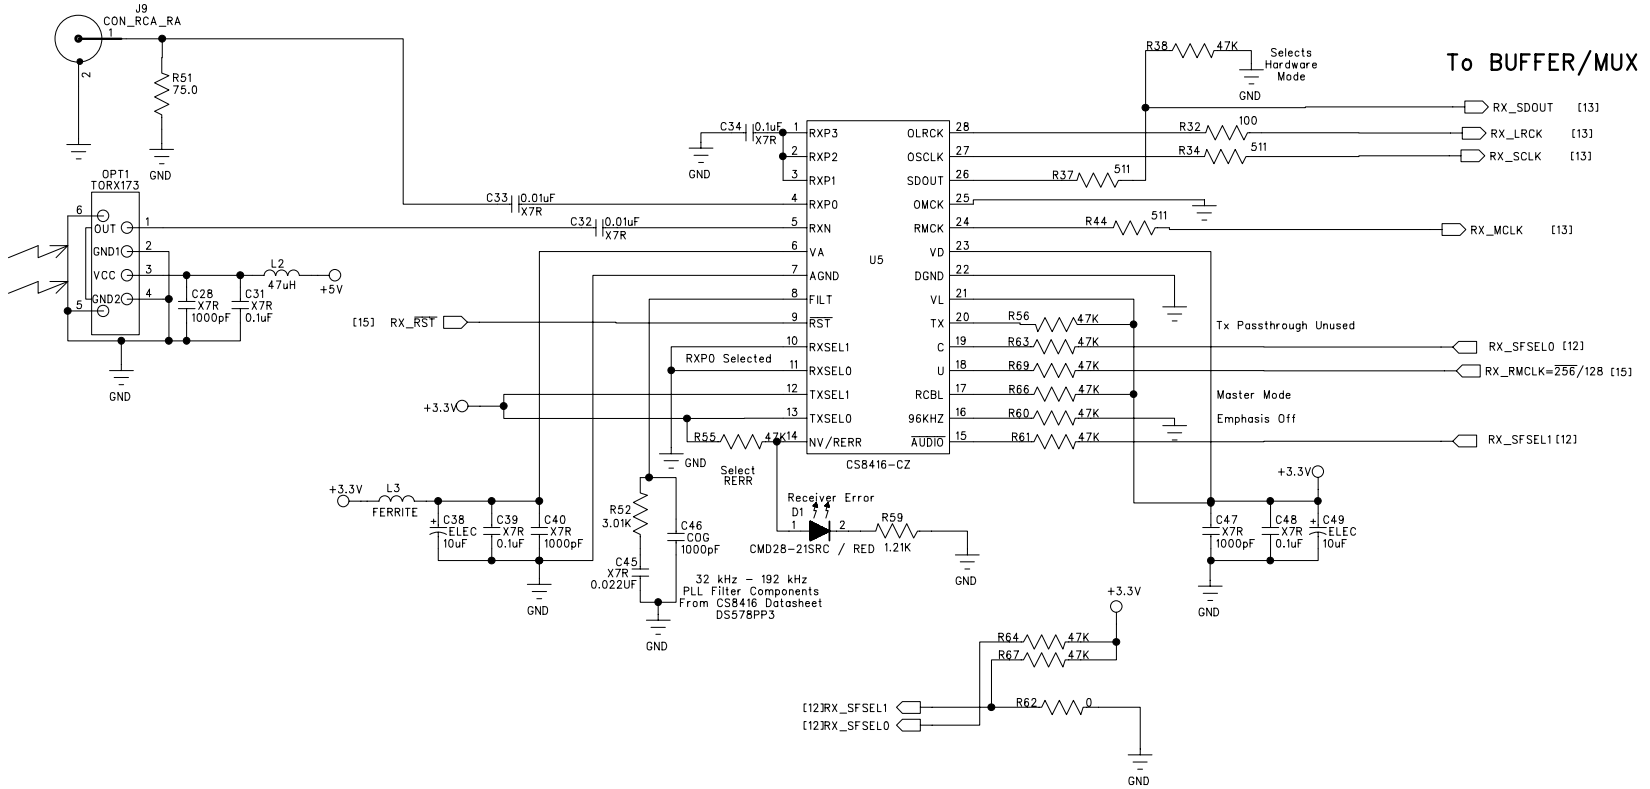 J9
CON_RCA_RA
1
2
R51
75.0
GND
OPT1
TORX173
6
OUT 1
GND1 2
VCC 3
GND2 4
5
C28
X7R
1000pF
C31
X7R
0.1uF
L2
47uH
+5V
GND
C34 0.1uF
X7R
GND
C33 0.01uF
X7R
C32 0.01uF
X7R
[15] RX_RST
RXP0 Selected
+3.3V
R55 47K
GND
Select
RERR
1 RXP3
2 RXP2
3 RXP1
4 RXP0
5 RXN
6 VA
7 AGND
8 FILT
9 RST
10 RXSEL1
11 RXSEL0
12 TXSEL1
13 TXSEL0
14 NV/RERR
U5
OLRCK 28
OSCLK 27
SDOUT 26
OMCK 25
RMCK 24
VD 23
DGND 22
VL 21
TX 20
C 19
U 18
RCBL 17
96KHZ 16
AUDIO 15
CS8416-CZ
R38 47K
Selects
Hardware
Mode
GND
To BUFFER/MUX
RX_SDOUT [13]
R32 100
RX_LRCK [13]
R34 511
RX_SCLK [13]
R37 511
R44 511
RX_MCLK [13]
R56 47K
Tx Passthrough Unused
R63 47K
RX_SFSEL0 [12]
R69 47K
RX_RMCLK=256/128 [15]
R66 47K
Master Mode
R60 47K
Emphasis Off
R61 47K
RX_SFSEL1 [12]
+3.3V
L3
FERRITE
+
C38
ELEC
10uF
C39
X7R
0.1uF
C40
X7R
1000pF
GND
R52
3.01K
C46
COG
1000pF
C45
X7R
0.022UF
GND
32 kHz - 192 kHz
PLL Filter Components
From CS8416 Datasheet
DS578PP3
Receiver Error
D1
1 2
CMD28-21SRC / RED
R59
1.21K
GND
+3.3V
C47
X7R
1000pF
C48
X7R
0.1uF
+
C49
ELEC
10uF
GND
+3.3V
R64 47K
R67 47K
[12]RX_SFSEL1
R62 0
[12]RX_SFSEL0
GND